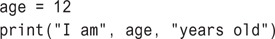 age = 12
print("I am", age, "years old")